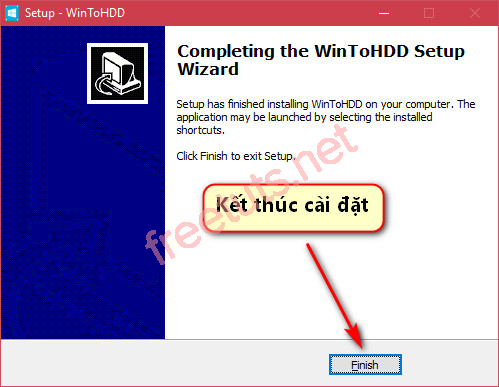 Setup - WinToHDD
Completing the WinToHDD Setup
Wizard
Setup has finished installing WinToHDD on your computer. The
application may be launched by selecting the installed
shortcuts.
Click Finish to exit Setup.
Kết thúc cài đặt
freetuts.net
Finish